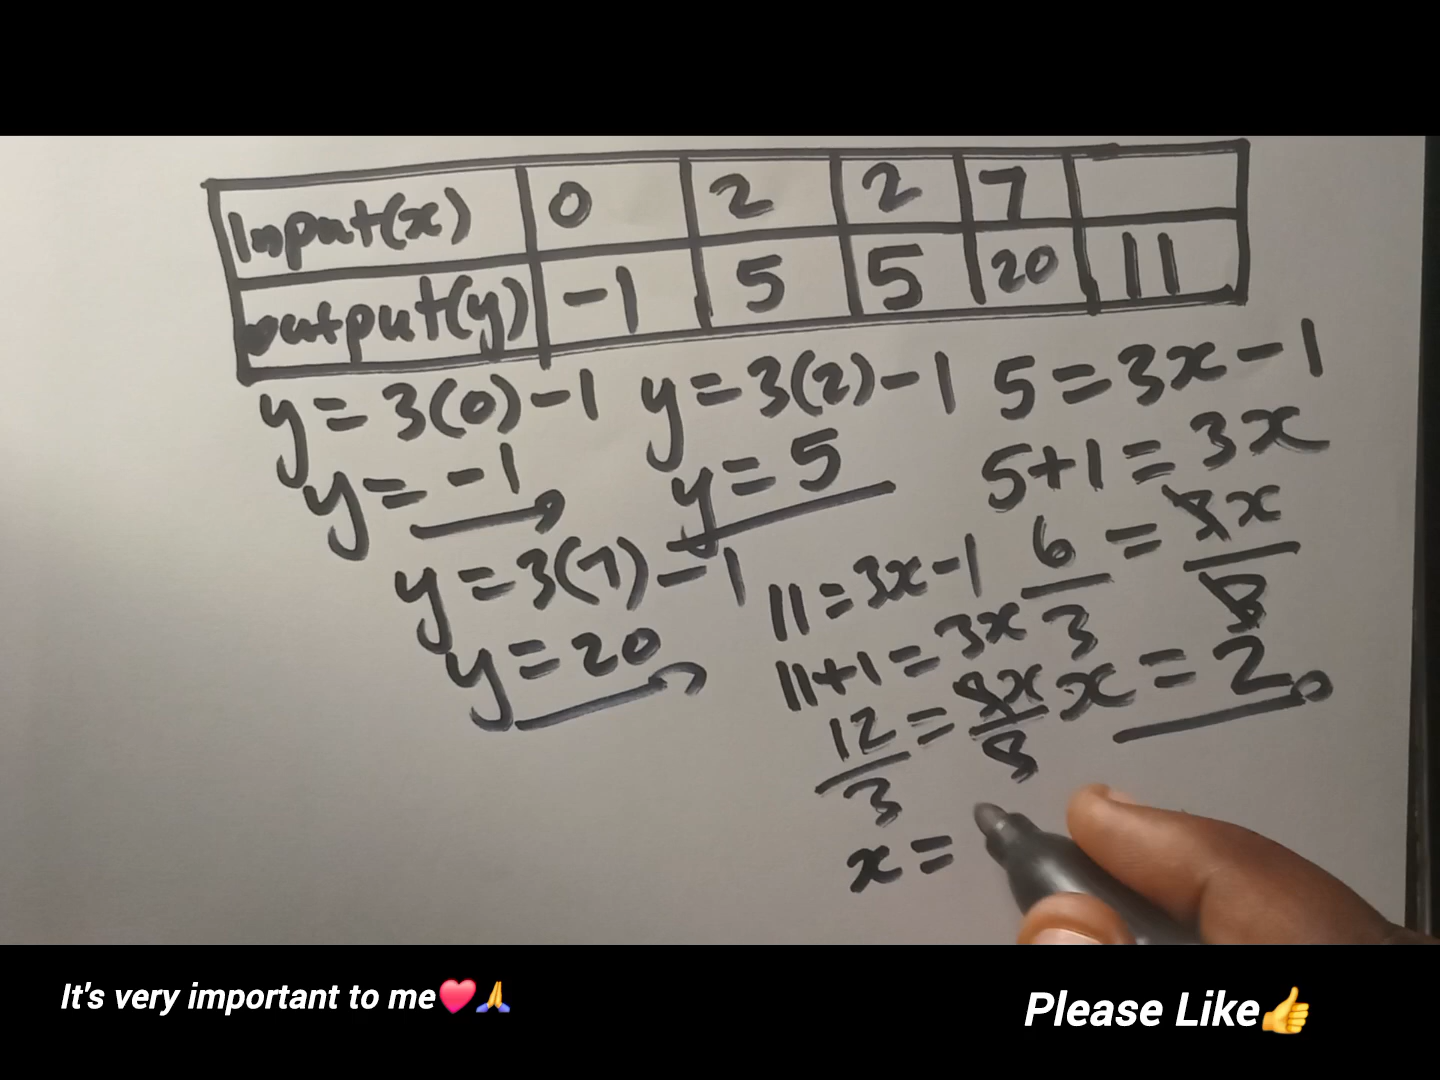 Input(x) 0 2 2 7
output(y) -1 5 5 20 11
y = 3(0)-1
y = -1
y = 3(2)-1
y = 5
5 = 3x-1
5+1 = 3x
6/3 = 3x/3
x = 2
y = 3(7)-1
y = 20
11 = 3x-1
11+1 = 3x
12/3 = 3x/3
x =
It's very important to me❤️🙏
Please Like👍